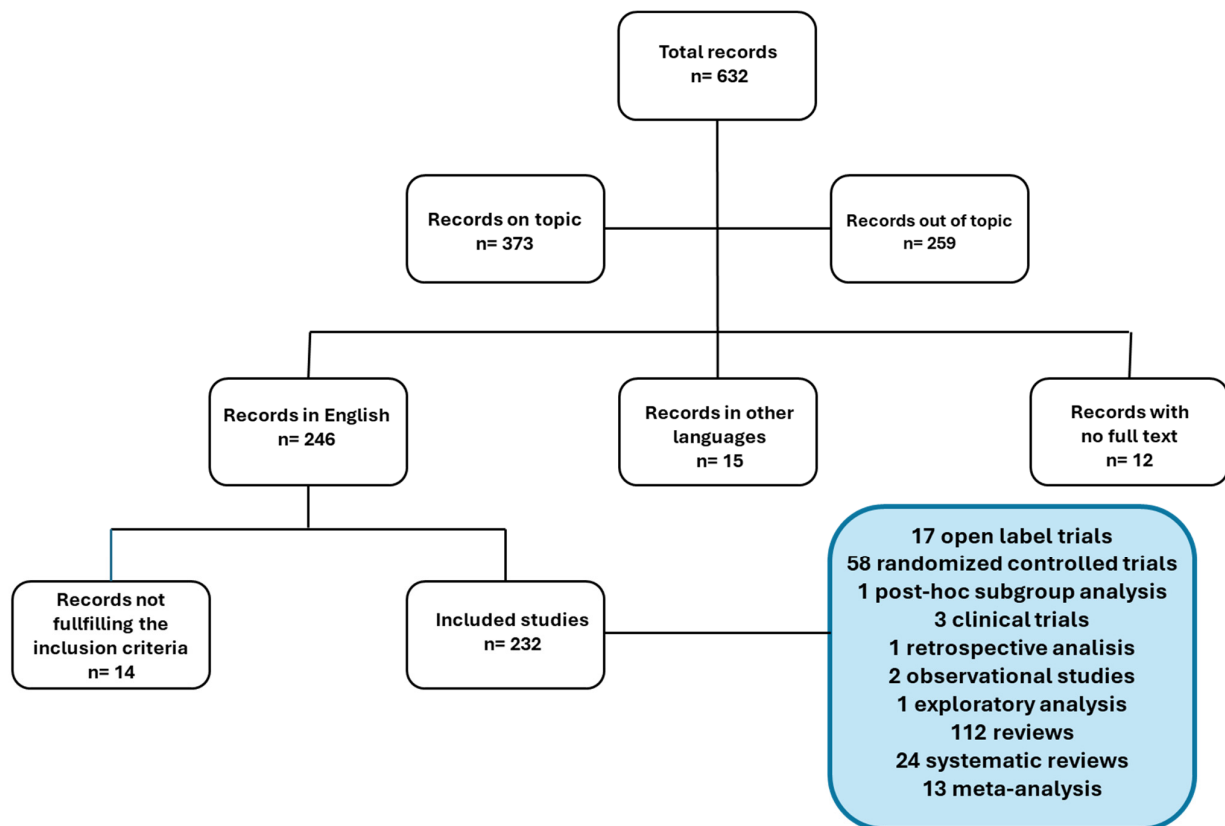 Total records
n= 632
Records on topic
n= 373
Records out of topic
n= 259
Records in English
n= 246
Records in other
languages
n= 15
Records with
no full text
n= 12
Records not
fullfilling the
inclusion criteria
n= 14
Included studies
n= 232
17 open label trials
58 randomized controlled trials
1 post-hoc subgroup analysis
3 clinical trials
1 retrospective analisis
2 observational studies
1 exploratory analysis
112 reviews
24 systematic reviews
13 meta-analysis